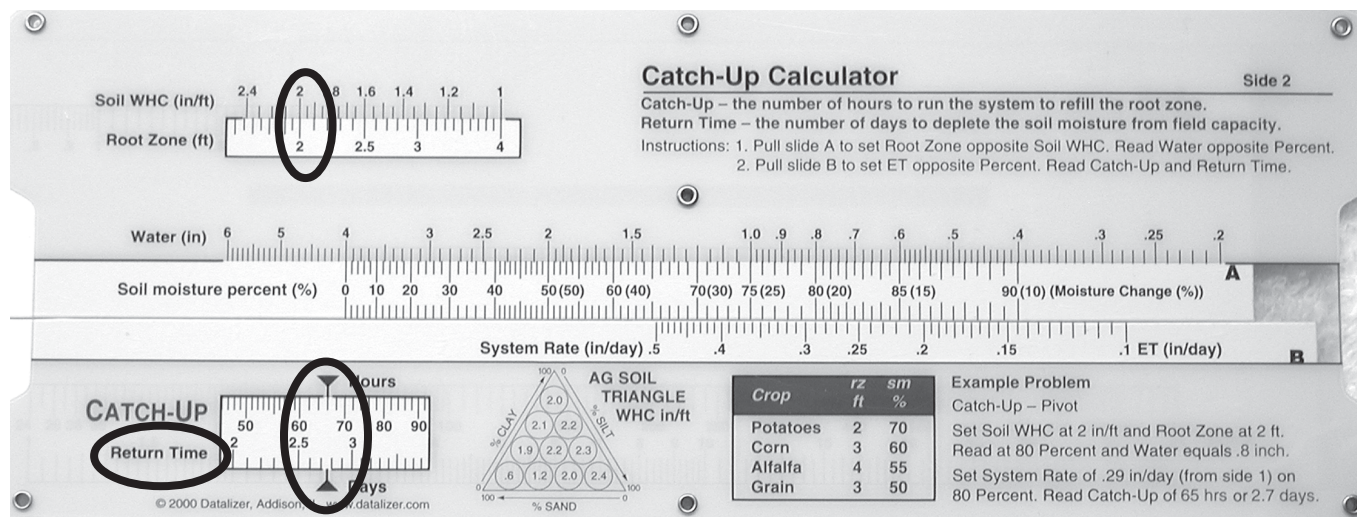 Catch-Up Calculator
Side 2
Catch-Up – the number of hours to run the system to refill the root zone.
Return Time – the number of days to deplete the soil moisture from field capacity.
Instructions: 1. Pull slide A to set Root Zone opposite Soil WHC. Read Water opposite Percent.
2. Pull slide B to set ET opposite Percent. Read Catch-Up and Return Time.
Soil WHC (in/ft) 2.4 2 8 1.6 1.4 1.2 1
Root Zone (ft) 2 2.5 3 4
Water (in) 6 5 4 3 2.5 2 1.5 1.0 .9 .8 .7 .6 .5 .4 .3 .25 .2
A
Soil moisture percent (%) 0 10 20 30 40 50(50) 60(40) 70(30) 75(25) 80(20) 85(15) 90(10) (Moisture Change (%))
System Rate (in/day) .5 .4 .3 .25 .2 .15 .1 ET (in/day)
B
Hours
CATCH-UP
50 60 70 80 90
Return Time
2 2.5 3
Days
© 2000 Datalizer, Addison, www.datalizer.com
AG SOIL
TRIANGLE
WHC in/ft
100 0
% CLAY
% SILT
2.0
2.1 2.2
1.9 2.2 2.3
.6 1.2 2.0 2.4
0 100
100 0
% SAND
Crop rz ft sm %
Potatoes 2 70
Corn 3 60
Alfalfa 4 55
Grain 3 50
Example Problem
Catch-Up – Pivot
Set Soil WHC at 2 in/ft and Root Zone at 2 ft.
Read at 80 Percent and Water equals .8 inch.
Set System Rate of .29 in/day (from side 1) on
80 Percent. Read Catch-Up of 65 hrs or 2.7 days.